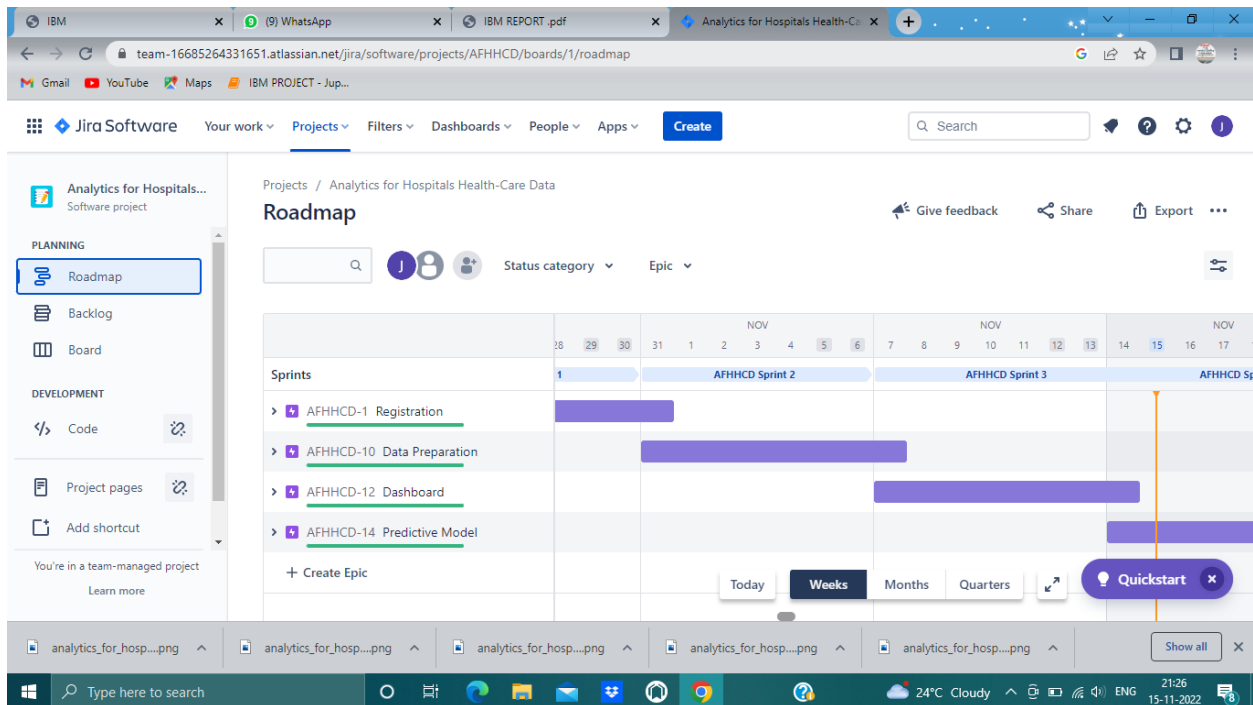 IBM
(9) WhatsApp
IBM REPORT .pdf
Analytics for Hospitals Health-Ca
team-16685264331651.atlassian.net/jira/software/projects/AFHHCD/boards/1/roadmap
Gmail YouTube Maps IBM PROJECT - Jup...
Jira Software Your work Projects Filters Dashboards People Apps Create Search J
Analytics for Hospitals...
Software project
PLANNING
Roadmap
Backlog
Board
DEVELOPMENT
Code
Project pages
Add shortcut
You're in a team-managed project
Learn more
Projects / Analytics for Hospitals Health-Care Data
Roadmap
Give feedback Share Export
J Status category Epic
NOV NOV NOV
28 29 30 31 1 2 3 4 5 6 7 8 9 10 11 12 13 14 15 16 17
Sprints 1 AFHHCD Sprint 2 AFHHCD Sprint 3 AFHHCD Sp
AFHHCD-1 Registration
AFHHCD-10 Data Preparation
AFHHCD-12 Dashboard
AFHHCD-14 Predictive Model
+ Create Epic
Today Weeks Months Quarters
Quickstart
analytics_for_hosp....png analytics_for_hosp....png analytics_for_hosp....png analytics_for_hosp....png analytics_for_hosp....png Show all
Type here to search
24°C Cloudy ENG
21:26
15-11-2022
8